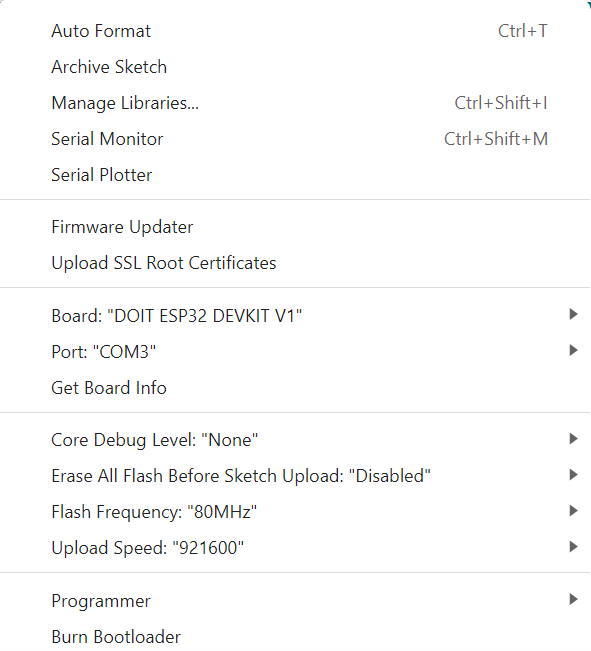 Auto Format Ctrl+T
Archive Sketch
Manage Libraries... Ctrl+Shift+I
Serial Monitor Ctrl+Shift+M
Serial Plotter
Firmware Updater
Upload SSL Root Certificates
Board: "DOIT ESP32 DEVKIT V1"
Port: "COM3"
Get Board Info
Core Debug Level: "None"
Erase All Flash Before Sketch Upload: "Disabled"
Flash Frequency: "80MHz"
Upload Speed: "921600"
Programmer
Burn Bootloader